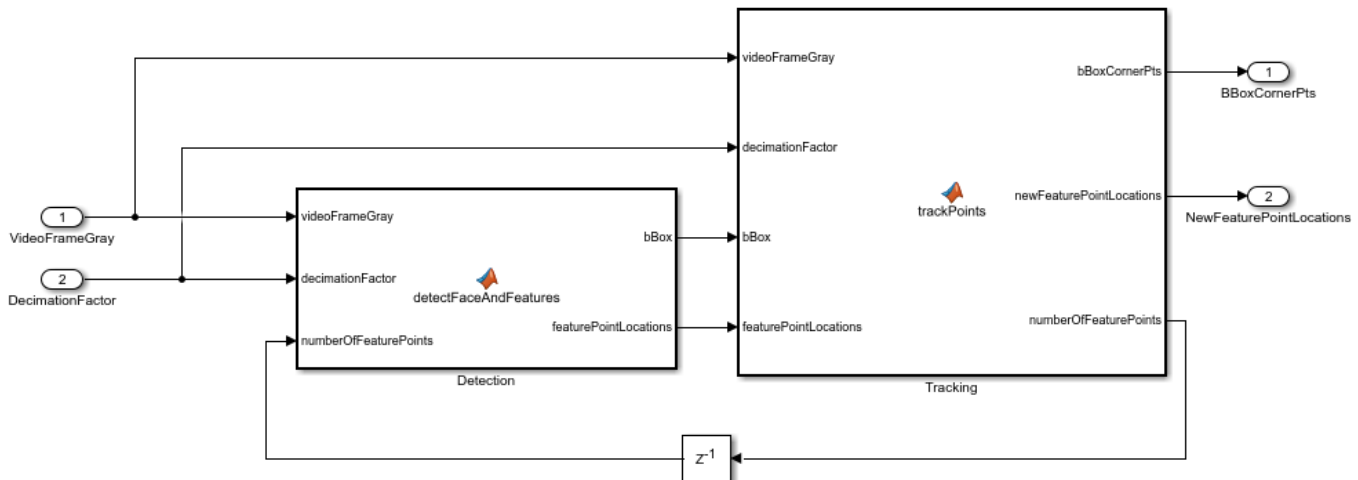 videoFrameGray
bBoxCornerPts
1
BBoxCornerPts
decimationFactor
trackPoints
newFeaturePointLocations
2
NewFeaturePointLocations
1
VideoFrameGray
videoFrameGray
bBox
bBox
2
DecimationFactor
decimationFactor
detectFaceAndFeatures
featurePointLocations
featurePointLocations
numberOfFeaturePoints
numberOfFeaturePoints
Detection
Tracking
z-1